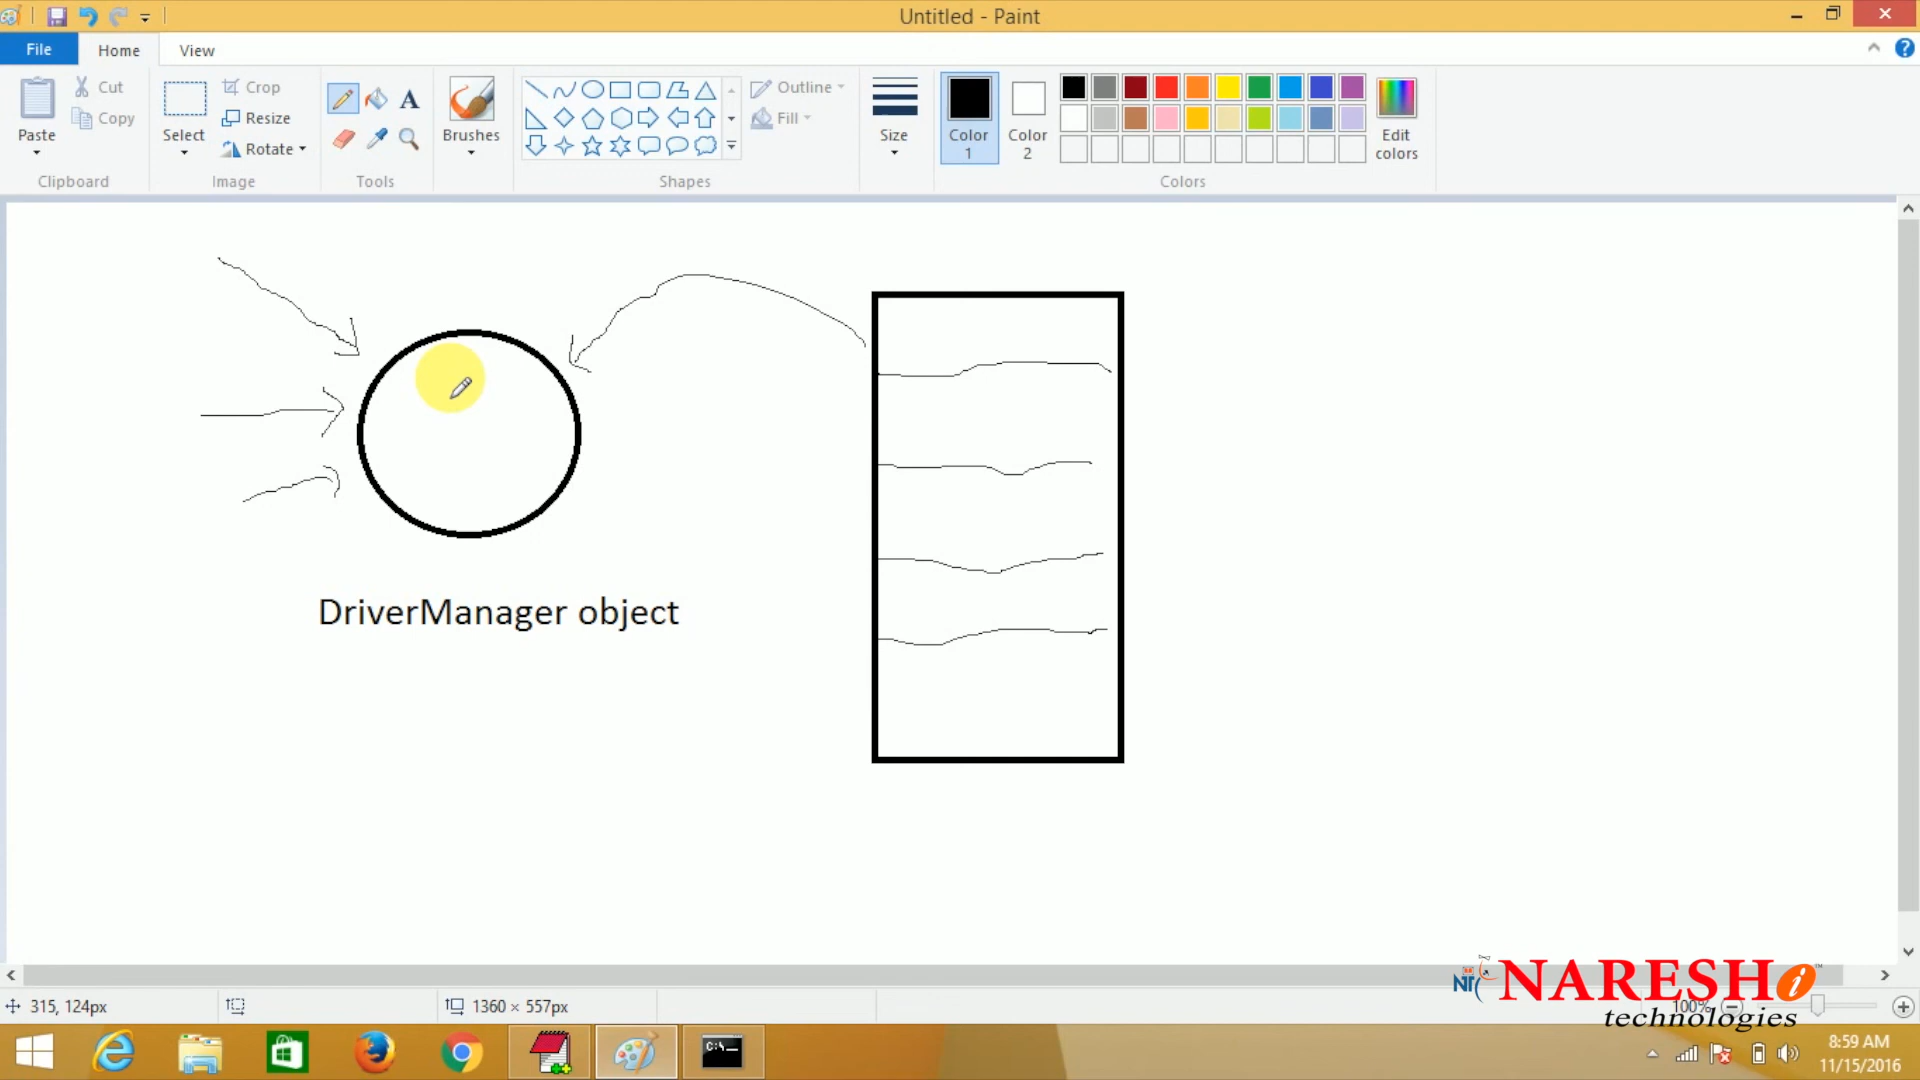 Untitled - Paint
File
Home
View
Paste
Cut
Copy
Clipboard
Select
Crop
Resize
Rotate
Image
A
Tools
Brushes
Shapes
Outline
Fill
Size
Color
1
Color
2
Edit
colors
Colors
DriverManager object
315, 124px
1360 × 557px
100%
NT
NARESH i
technologies
C:\
8:59 AM
11/15/2016